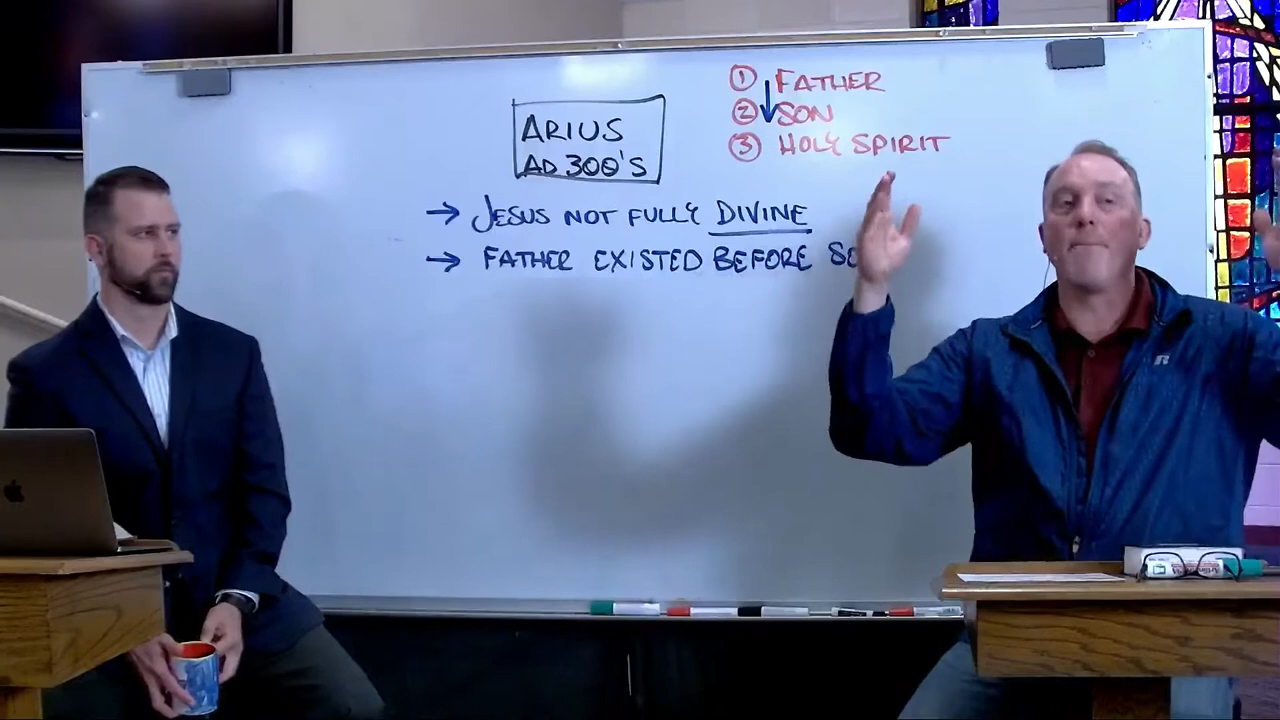 ① FATHER
② SON
③ HOLY SPIRIT
ARIUS
AD 300'S
→ JESUS NOT FULLY DIVINE
→ FATHER EXISTED BEFORE
R